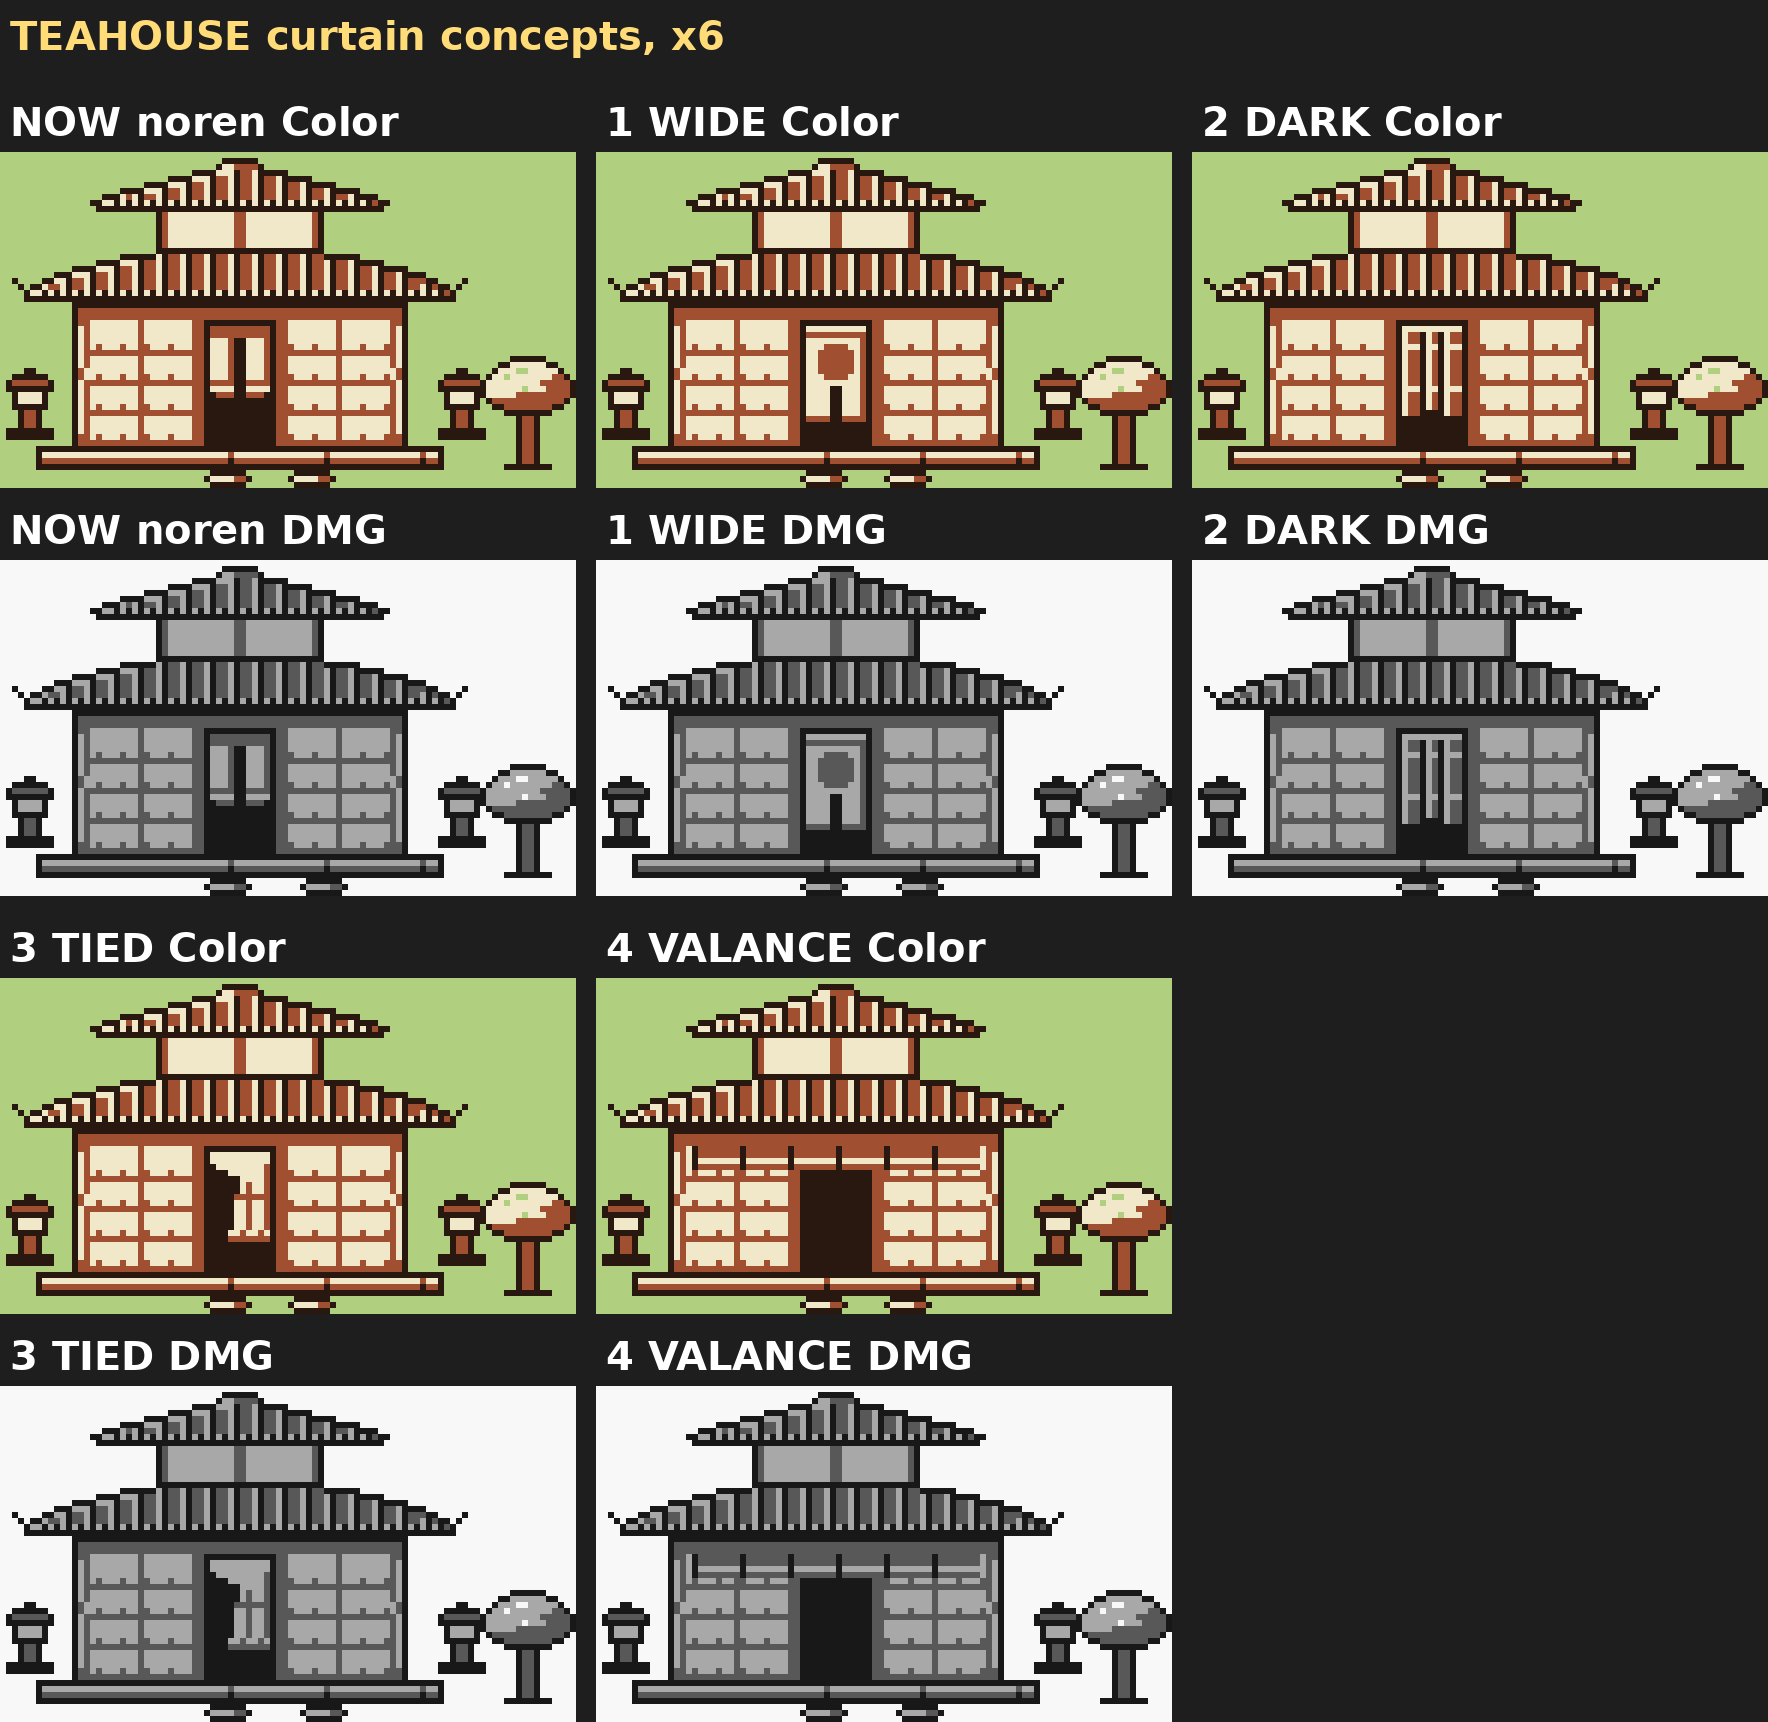 TEAHOUSE curtain concepts, x6
NOW noren Color
1 WIDE Color
2 DARK Color
NOW noren DMG
1 WIDE DMG
2 DARK DMG
3 TIED Color
4 VALANCE Color
3 TIED DMG
4 VALANCE DMG